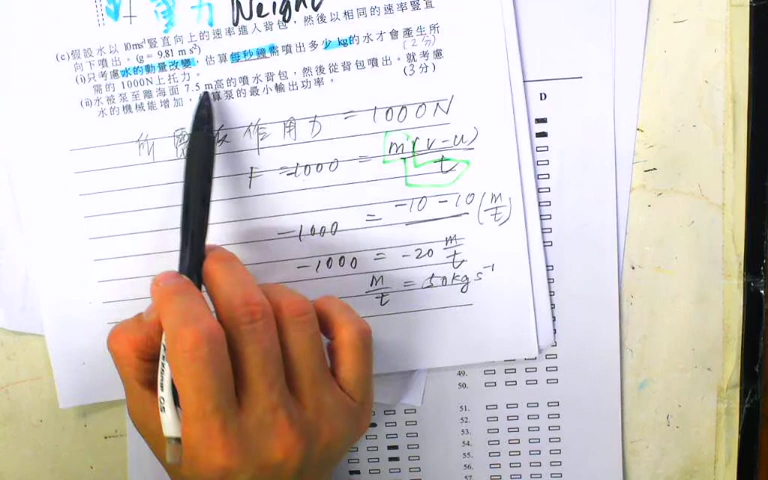 Weight
(c) 假設水以 10 ms⁻¹ 豎直向上的速率進入背包，然後以相同的速率豎直
向下噴出。(g = 9.81 m s⁻²)
(i) 只考慮水的動量改變，估算每秒鐘需噴出多少 kg的水才會產生所
需的 1000N上托力。 (2分)
(ii) 水被泵至離海面 7.5 m高的噴水背包，然後從背包噴出。就考慮
水的機械能增加，算泵的最小輸出功率。 (3分)
所需 作用力 = 1000N
F = 1000 = m(v-u)/t
-1000 = -10-10 (m/t)
-1000 = -20 m/t
m/t = 50kg s⁻¹
D
49.
50.
51.
52.
53.
54.
55.
56.
57